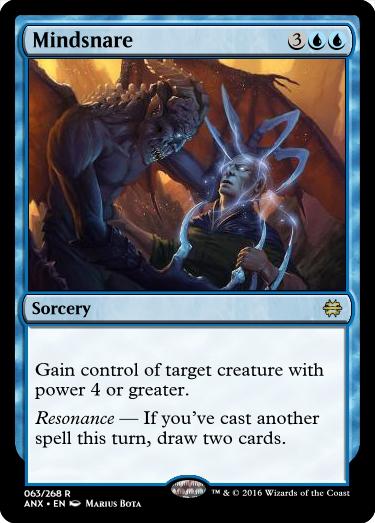 Mindsnare 3
Sorcery
Gain control of target creature with
power 4 or greater.
Resonance — If you've cast another
spell this turn, draw two cards.
063/268 R
ANX • EN Marius Bota
™ & © 2016 Wizards of the Coast